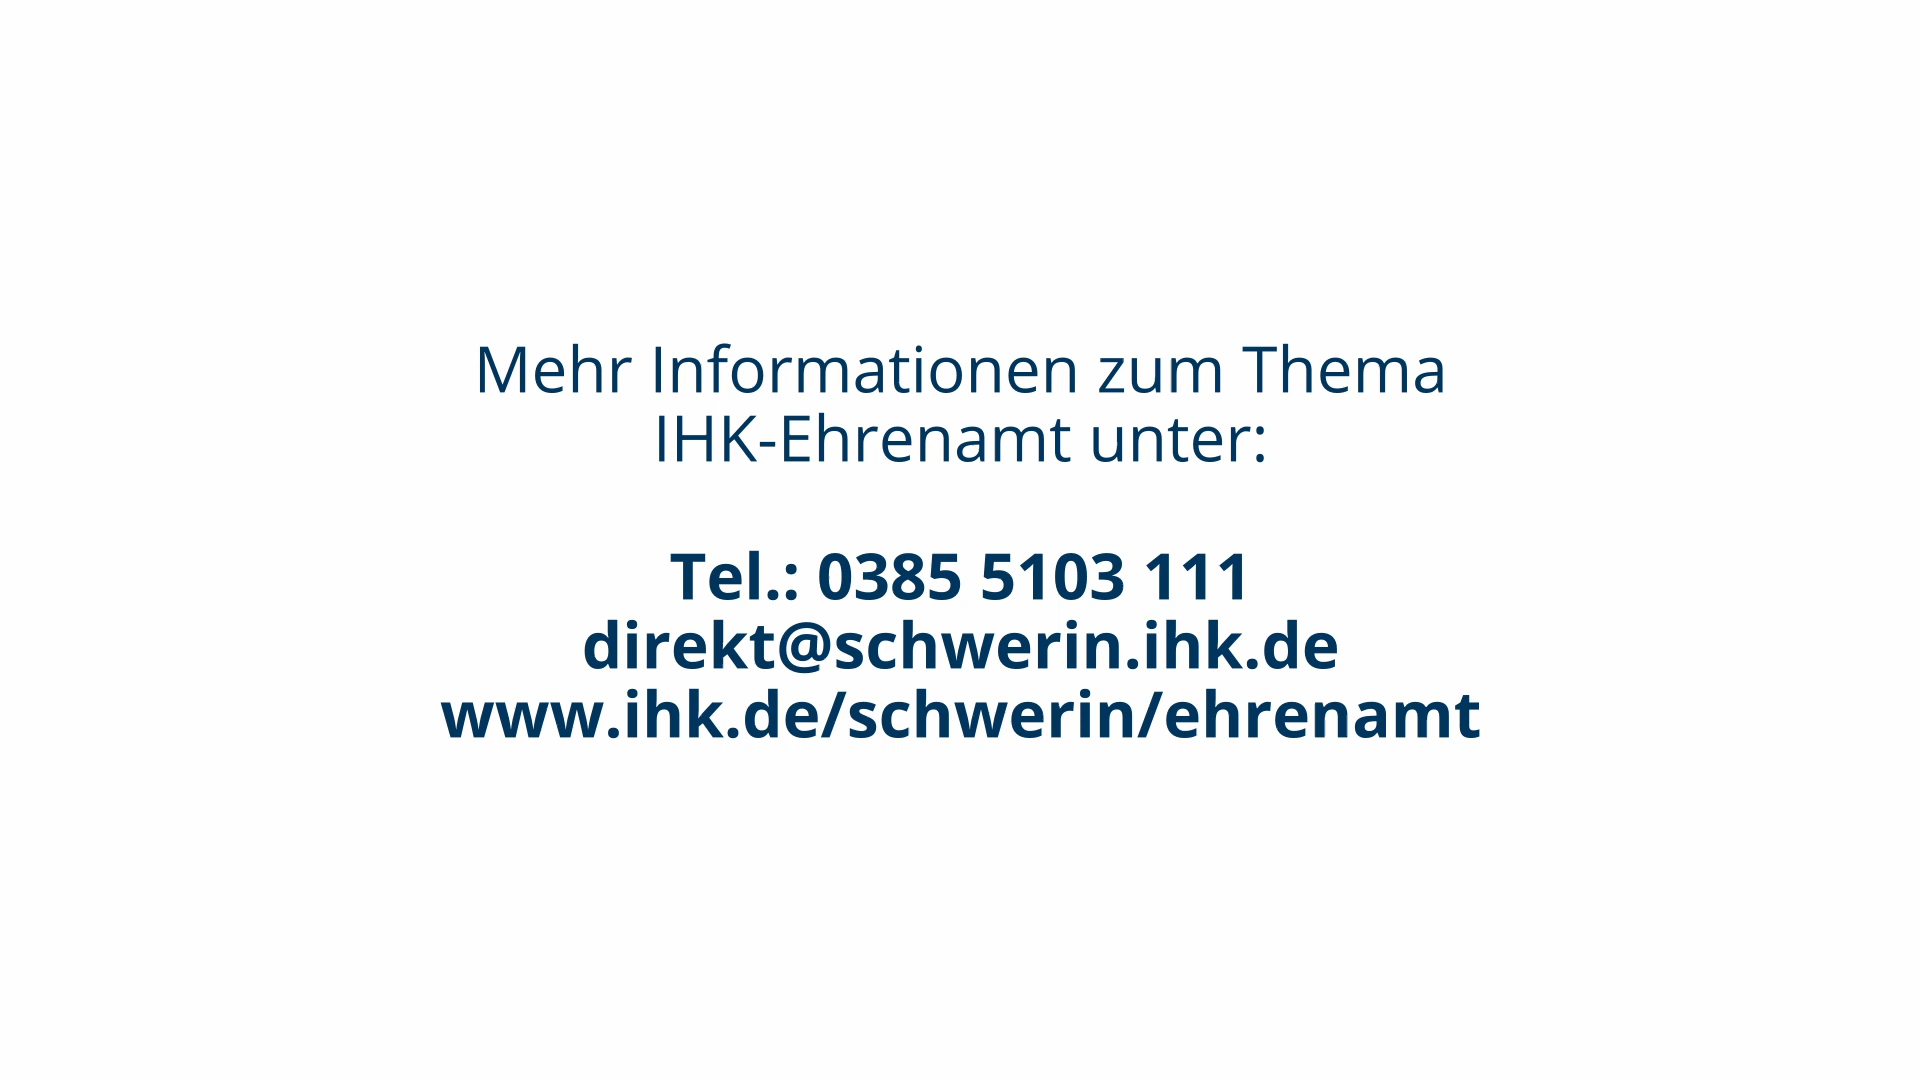 Mehr Informationen zum Thema
IHK-Ehrenamt unter:
Tel.: 0385 5103 111
direkt@schwerin.ihk.de
www.ihk.de/schwerin/ehrenamt